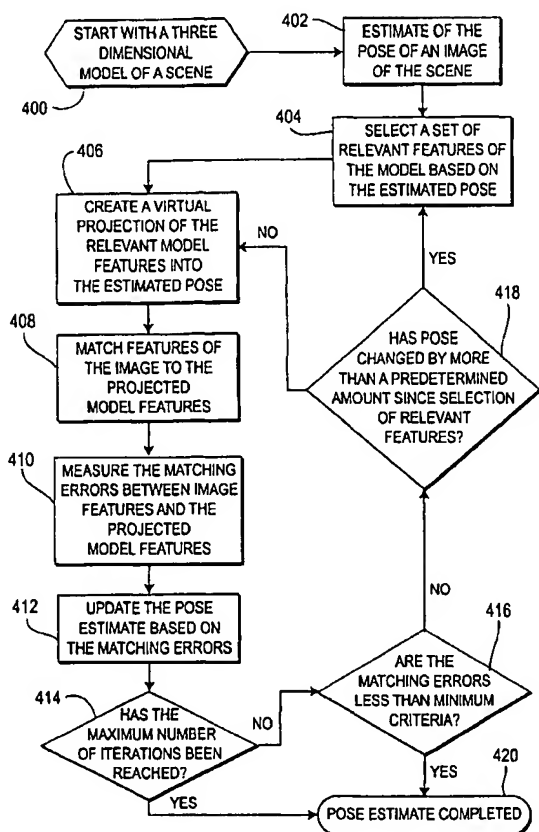 START WITH A THREE
DIMENSIONAL
MODEL OF A SCENE
400
402
ESTIMATE OF THE
POSE OF AN IMAGE
OF THE SCENE
404
SELECT A SET OF
RELEVANT FEATURES OF
THE MODEL BASED ON
THE ESTIMATED POSE
406
CREATE A VIRTUAL
PROJECTION OF THE
RELEVANT MODEL
FEATURES INTO
THE ESTIMATED POSE
NO
YES
408
MATCH FEATURES OF
THE IMAGE TO THE
PROJECTED
MODEL FEATURES
418
HAS POSE
CHANGED BY MORE
THAN A PREDETERMINED
AMOUNT SINCE SELECTION
OF RELEVANT
FEATURES?
410
MEASURE THE MATCHING
ERRORS BETWEEN IMAGE
FEATURES AND THE
PROJECTED
MODEL FEATURES
NO
412
UPDATE THE POSE
ESTIMATE BASED ON
THE MATCHING ERRORS
416
ARE THE
MATCHING ERRORS
LESS THAN MINIMUM
CRITERIA?
414
HAS THE
MAXIMUM NUMBER
OF ITERATIONS BEEN
REACHED?
NO
YES
YES
420
POSE ESTIMATE COMPLETED